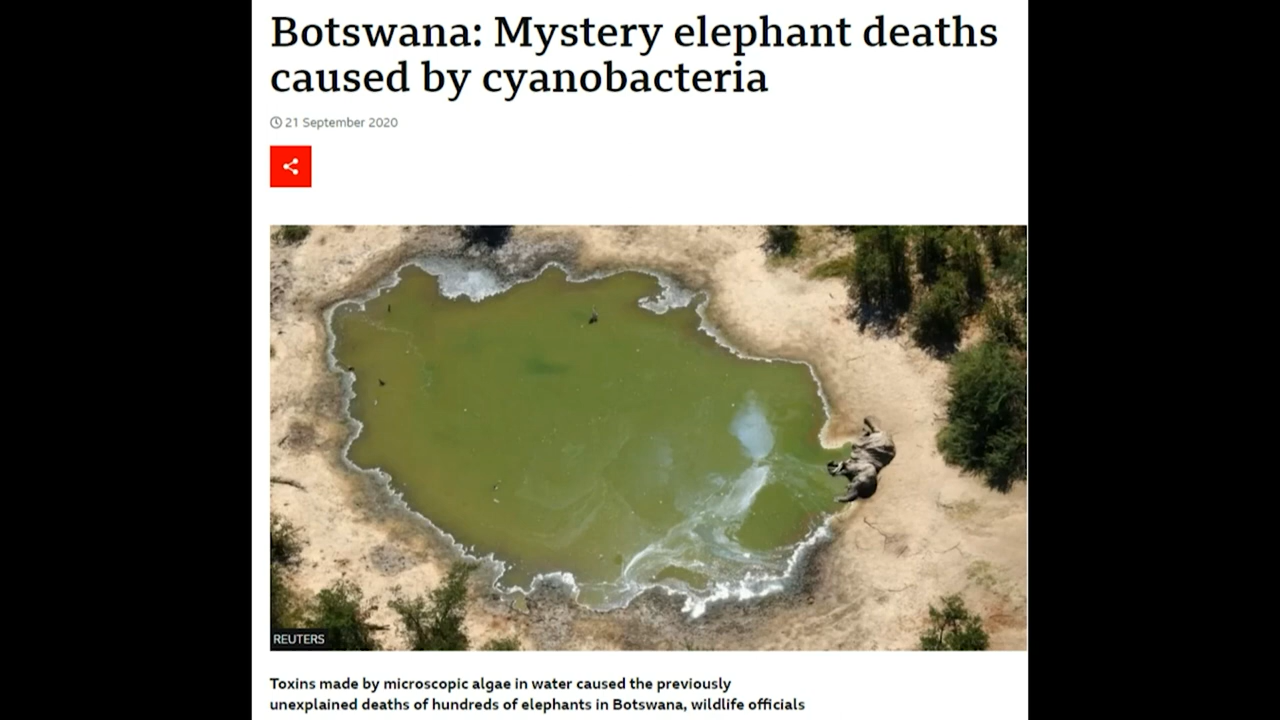 Botswana: Mystery elephant deaths
caused by cyanobacteria
21 September 2020
REUTERS
Toxins made by microscopic algae in water caused the previously
unexplained deaths of hundreds of elephants in Botswana, wildlife officials